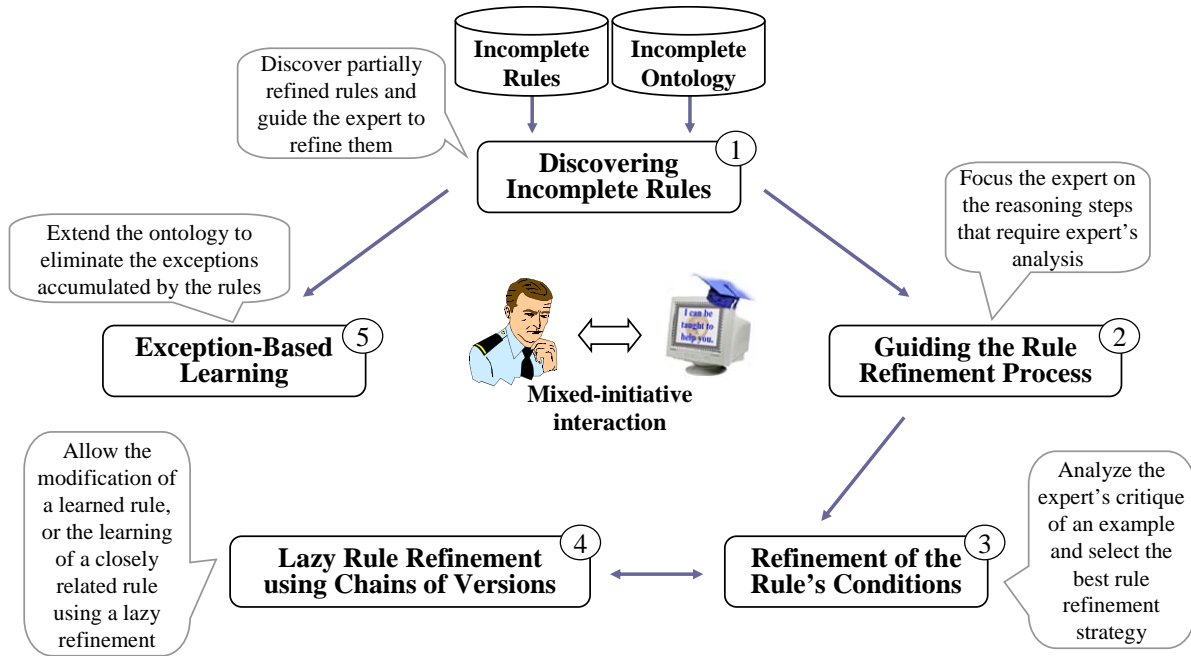 Incomplete
Rules
Incomplete
Ontology
Discover partially
refined rules and
guide the expert to
refine them
1
Discovering
Incomplete Rules
Focus the expert on
the reasoning steps
that require expert's
analysis
Extend the ontology to
eliminate the exceptions
accumulated by the rules
I can be
taught to
help you.
5
Exception-Based
Learning
2
Guiding the Rule
Refinement Process
Mixed-initiative
interaction
Allow the
modification of
a learned rule,
or the learning
of a closely
related rule
using a lazy
refinement
4
Lazy Rule Refinement
using Chains of Versions
3
Refinement of the
Rule's Conditions
Analyze the
expert's critique
of an example
and select the
best rule
refinement
strategy